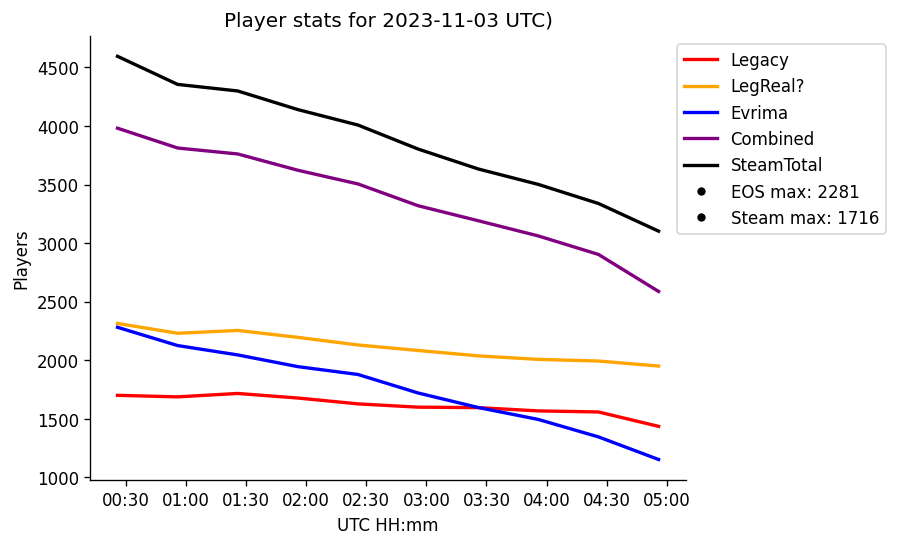 Player stats for 2023-11-03 UTC)
Legacy
LegReal?
Evrima
Combined
SteamTotal
EOS max: 2281
Steam max: 1716
Players
4500
4000
3500
3000
2500
2000
1500
1000
00:30 01:00 01:30 02:00 02:30 03:00 03:30 04:00 04:30 05:00
UTC HH:mm